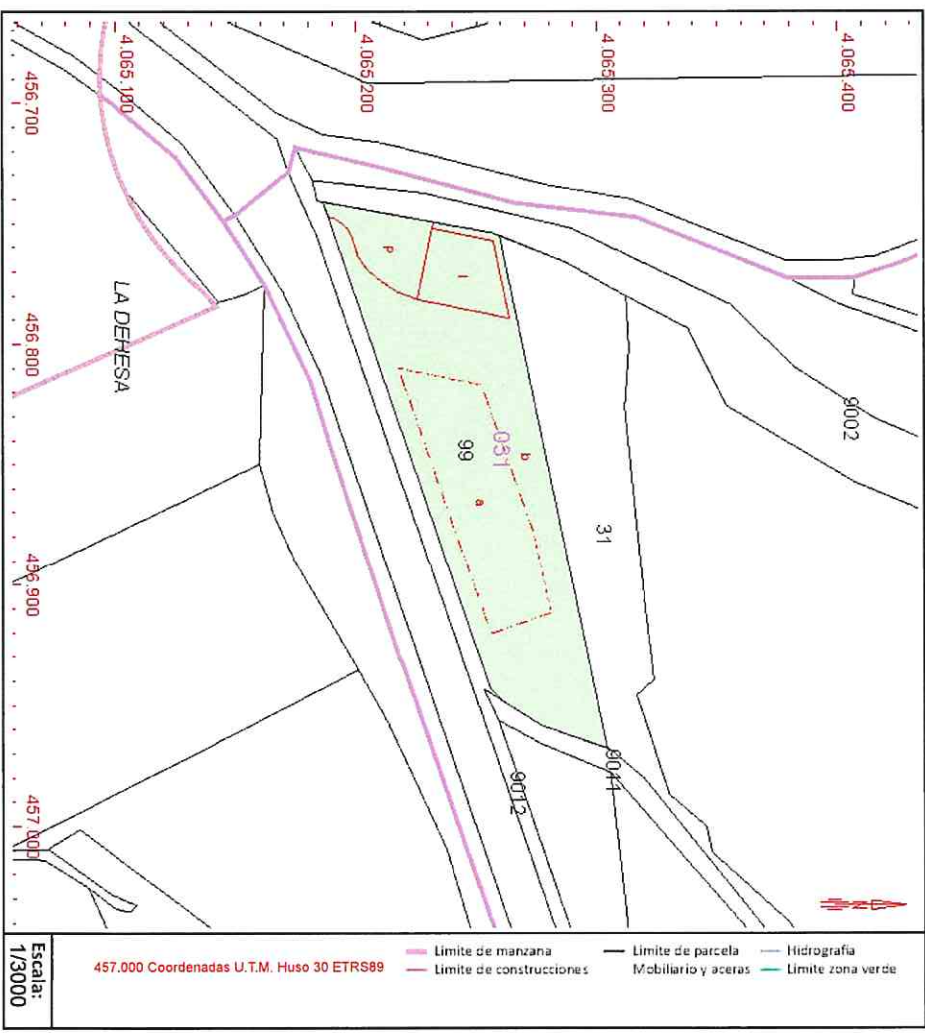 4.065.100
4.065.200
4.065.300
4.065.400
456.700
456.800
456.900
457.000
LA DEHESA
9002
31
031
99
b
a
p
I
9011
9012
Escala:
1/3000
457.000 Coordenadas U.T.M. Huso 30 ETRS89
Limite de manzana
Limite de construcciones
Limite de parcela
Mobiliario y aceras
Hidrografía
Limite zona verde